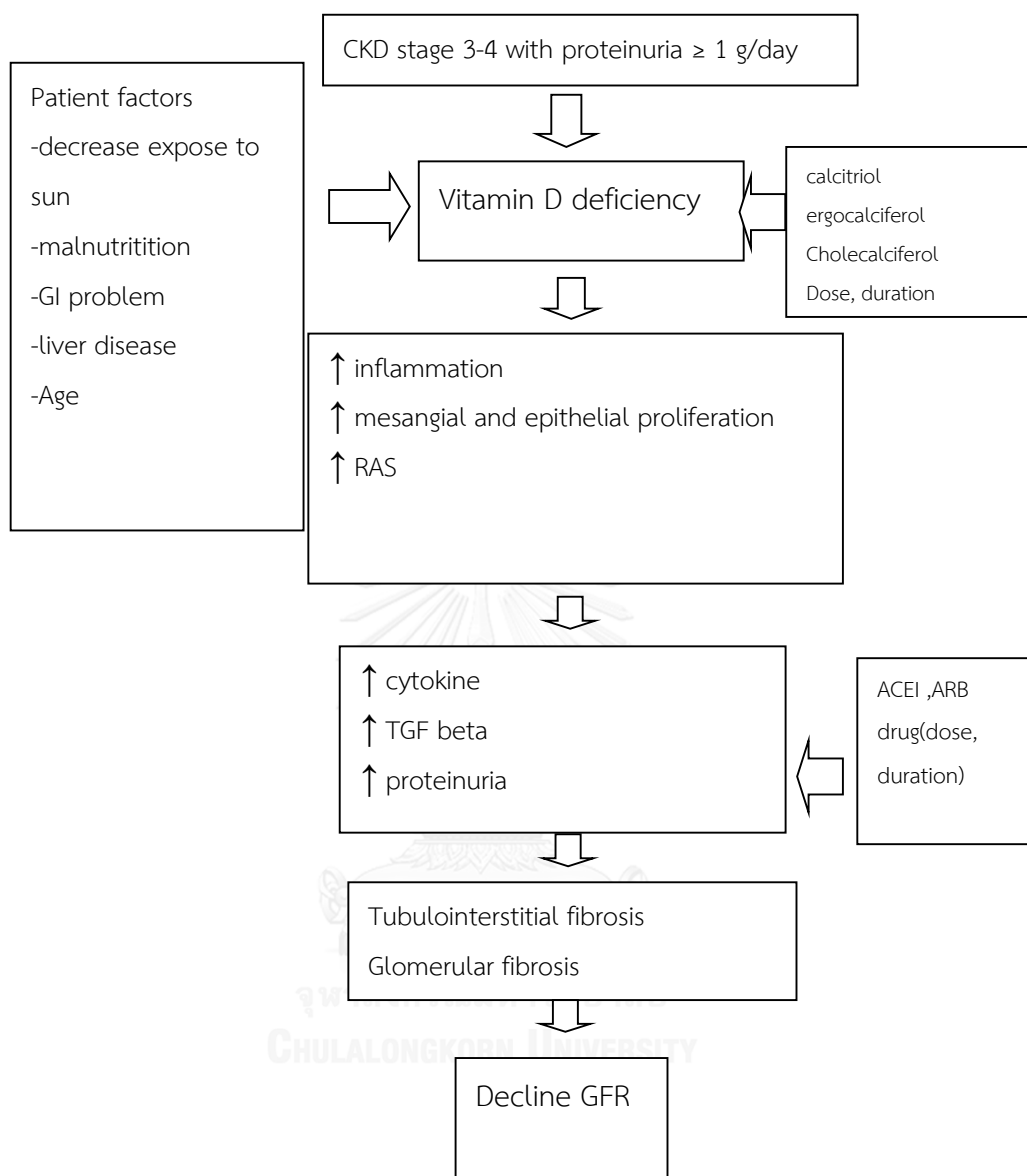 CKD stage 3-4 with proteinuria ≥ 1 g/day
Patient factors
-decrease expose to
sun
-malnutritition
-GI problem
-liver disease
-Age
Vitamin D deficiency
calcitriol
ergocalciferol
Cholecalciferol
Dose, duration
↑ inflammation
↑ mesangial and epithelial proliferation
↑ RAS
↑ cytokine
↑ TGF beta
↑ proteinuria
ACEI ,ARB
drug(dose,
duration)
Tubulointerstitial fibrosis
Glomerular fibrosis
CHULALONGKORN UNIVERSITY
Decline GFR